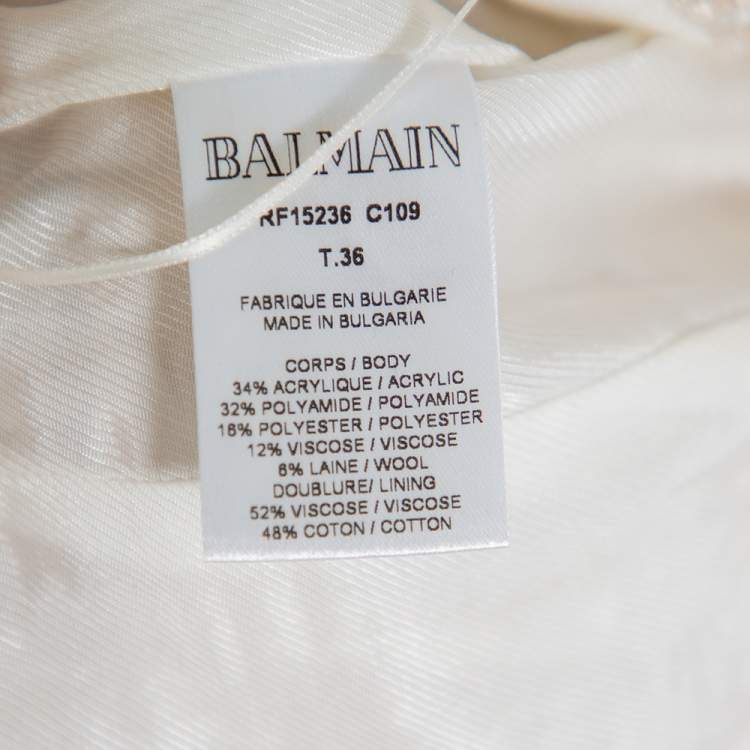 BALMAIN
RF15236 C109
T.36
FABRIQUE EN BULGARIE
MADE IN BULGARIA
CORPS / BODY
34% ACRYLIQUE / ACRYLIC
32% POLYAMIDE / POLYAMIDE
16% POLYESTER / POLYESTER
12% VISCOSE / VISCOSE
6% LAINE / WOOL
DOUBLURE/ LINING
52% VISCOSE / VISCOSE
48% COTON / COTTON